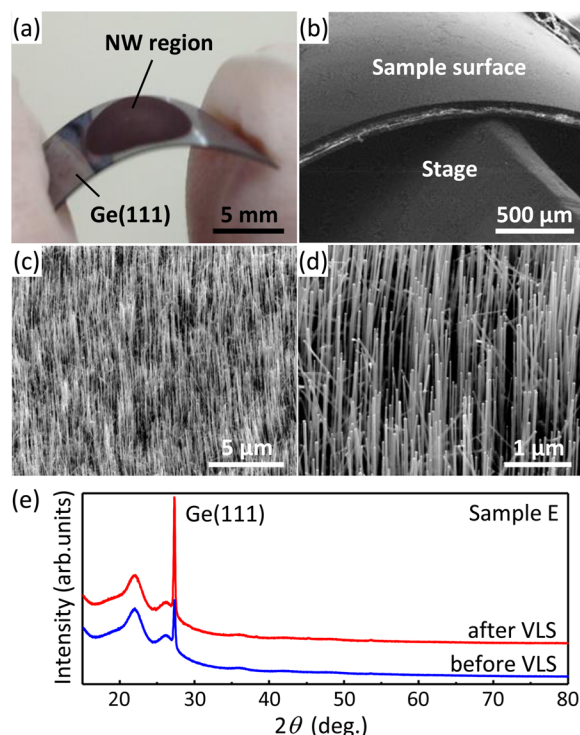 (a)
NW region
Ge(111)
5 mm
(b)
Sample surface
Stage
500 μm
(c)
5 μm
(d)
1 μm
(e)
Ge(111)
Sample E
after VLS
before VLS
Intensity (arb.units)
20 30 40 50 60 70 80
2θ (deg.)